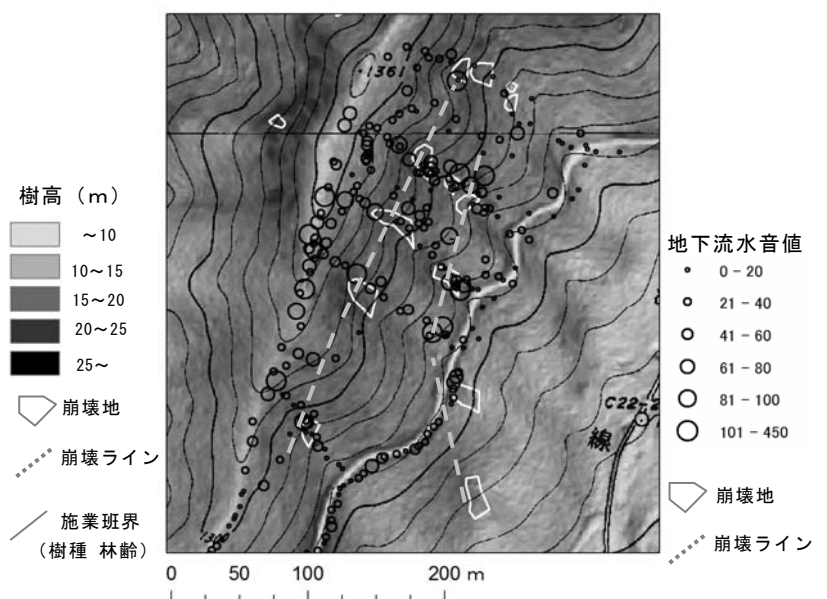 樹高（m）
～10
10～15
15～20
20～25
25～
崩壊地
崩壊ライン
施業班界
（樹種 林齢）
・1361
1300
C22-2
線
0 50 100 200 m
地下流水音値
0 - 20
21 - 40
41 - 60
61 - 80
81 - 100
101 - 450
崩壊地
崩壊ライン